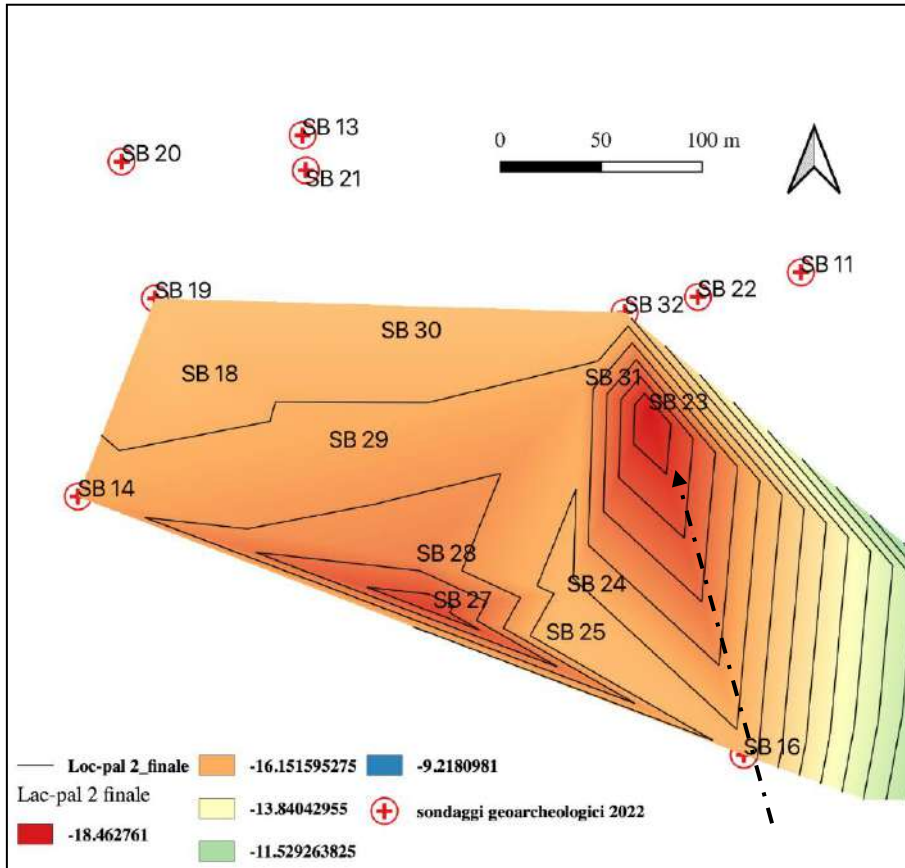 SB 13
SB 20
SB 21
0 50 100 m
SB 11
SB 19
SB 22
SB 32
SB 30
SB 18
SB 31
SB 23
SB 29
SB 14
SB 28
SB 24
SB 27
SB 25
SB 16
Loc-pal 2_finale
Lac-pal 2 finale
-18.462761
-16.151595275
-13.84042955
-11.529263825
-9.2180981
sondaggi geoarcheologici 2022